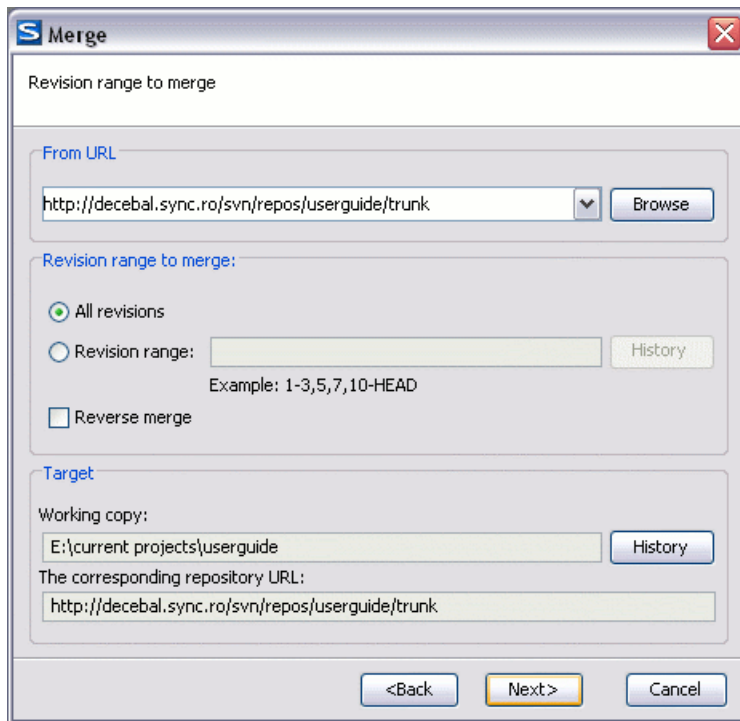 S Merge
Revision range to merge
From URL
http://decebal.sync.ro/svn/repos/userguide/trunk Browse
Revision range to merge:
All revisions
Revision range: History
Example: 1-3,5,7,10-HEAD
Reverse merge
Target
Working copy:
E:\current projects\userguide History
The corresponding repository URL:
http://decebal.sync.ro/svn/repos/userguide/trunk
<Back Next> Cancel